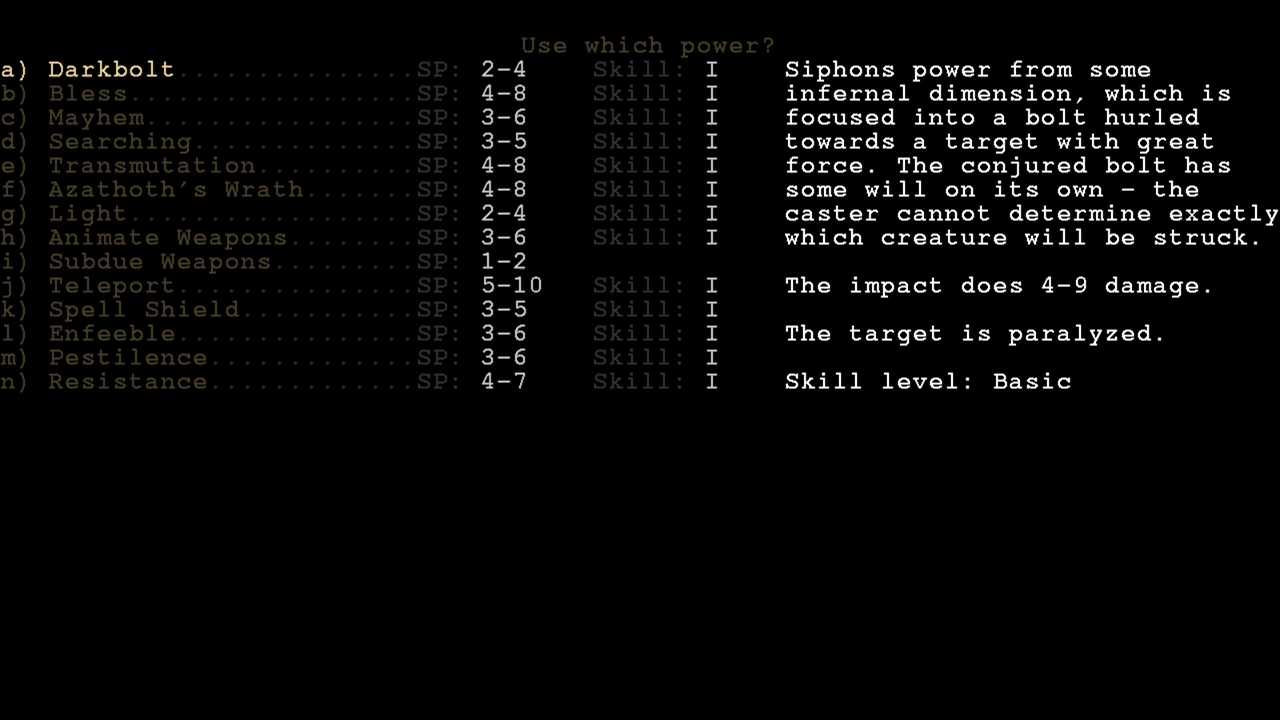 Use which power?
a) Darkbolt...............SP: 2-4 Skill: I Siphons power from some
b) Bless..................SP: 4-8 Skill: I infernal dimension, which is
c) Mayhem.................SP: 3-6 Skill: I focused into a bolt hurled
d) Searching..............SP: 3-5 Skill: I towards a target with great
e) Transmutation..........SP: 4-8 Skill: I force. The conjured bolt has
f) Azathoth's Wrath.......SP: 4-8 Skill: I some will on its own - the
g) Light..................SP: 2-4 Skill: I caster cannot determine exactly
h) Animate Weapons........SP: 3-6 Skill: I which creature will be struck.
i) Subdue Weapons.........SP: 1-2
j) Teleport...............SP: 5-10 Skill: I The impact does 4-9 damage.
k) Spell Shield...........SP: 3-5 Skill: I
l) Enfeeble...............SP: 3-6 Skill: I The target is paralyzed.
m) Pestilence.............SP: 3-6 Skill: I
n) Resistance.............SP: 4-7 Skill: I Skill level: Basic